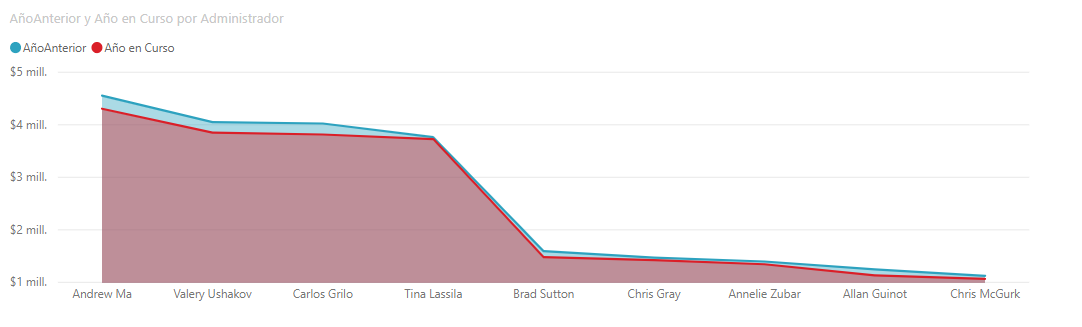 AñoAnterior y Año en Curso por Administrador
AñoAnterior Año en Curso
$5 mill.
$4 mill.
$3 mill.
$2 mill.
$1 mill.
Andrew Ma Valery Ushakov Carlos Grilo Tina Lassila Brad Sutton Chris Gray Annelie Zubar Allan Guinot Chris McGurk